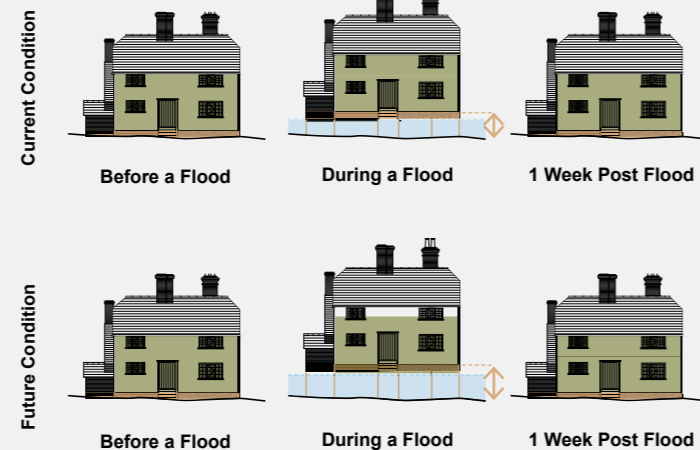 Current Condition
Before a Flood
During a Flood
1 Week Post Flood
Future Condition
Before a Flood
During a Flood
1 Week Post Flood